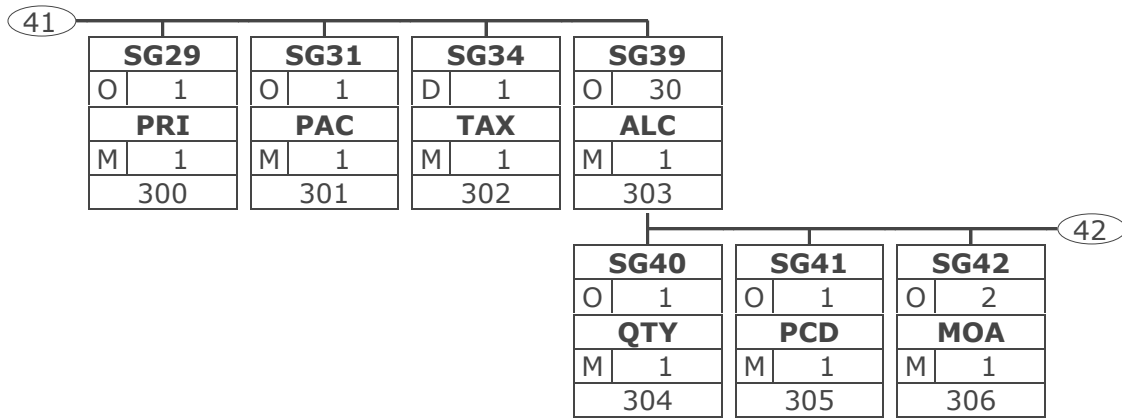 41
SG29 SG31 SG34 SG39
O 1 O 1 D 1 O 30
PRI PAC TAX ALC
M 1 M 1 M 1 M 1
300 301 302 303
42
SG40 SG41 SG42
O 1 O 1 O 2
QTY PCD MOA
M 1 M 1 M 1
304 305 306